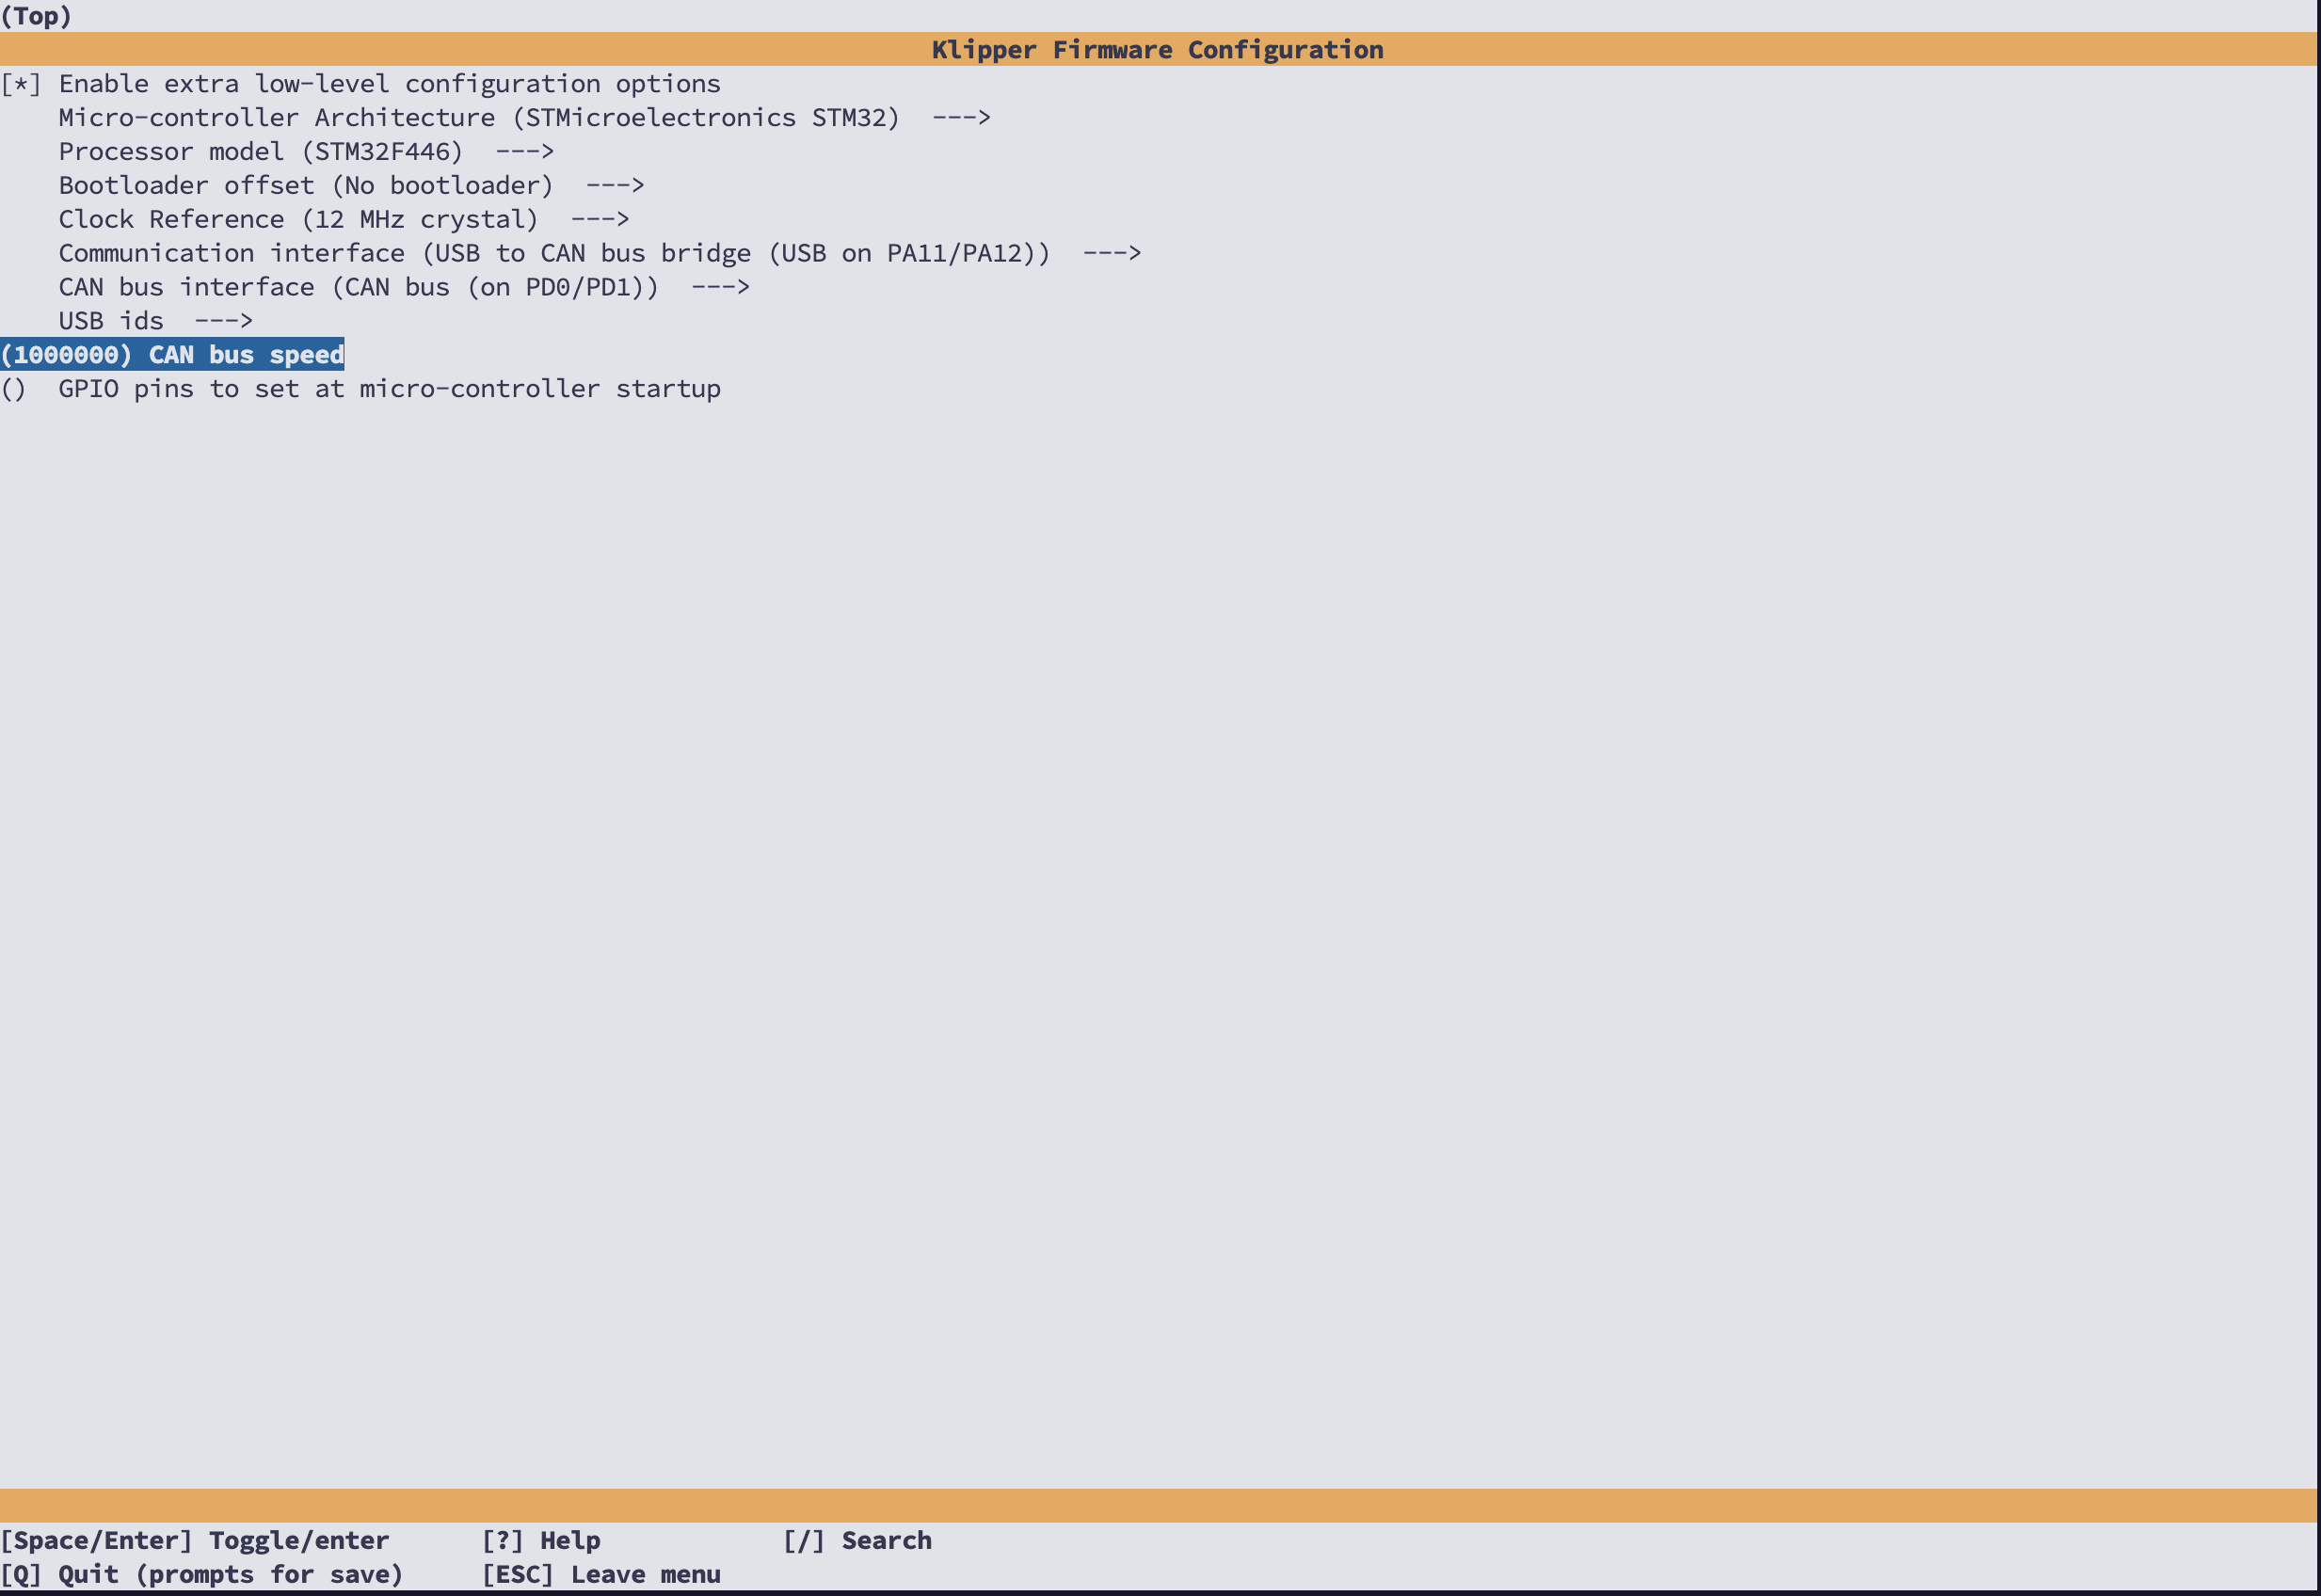 (Top)
Klipper Firmware Configuration
[*] Enable extra low-level configuration options
Micro-controller Architecture (STMicroelectronics STM32)  --->
Processor model (STM32F446)  --->
Bootloader offset (No bootloader)  --->
Clock Reference (12 MHz crystal)  --->
Communication interface (USB to CAN bus bridge (USB on PA11/PA12))  --->
CAN bus interface (CAN bus (on PD0/PD1))  --->
USB ids  --->
(1000000) CAN bus speed
()  GPIO pins to set at micro-controller startup
[Space/Enter] Toggle/enter      [?] Help            [/] Search
[Q] Quit (prompts for save)     [ESC] Leave menu